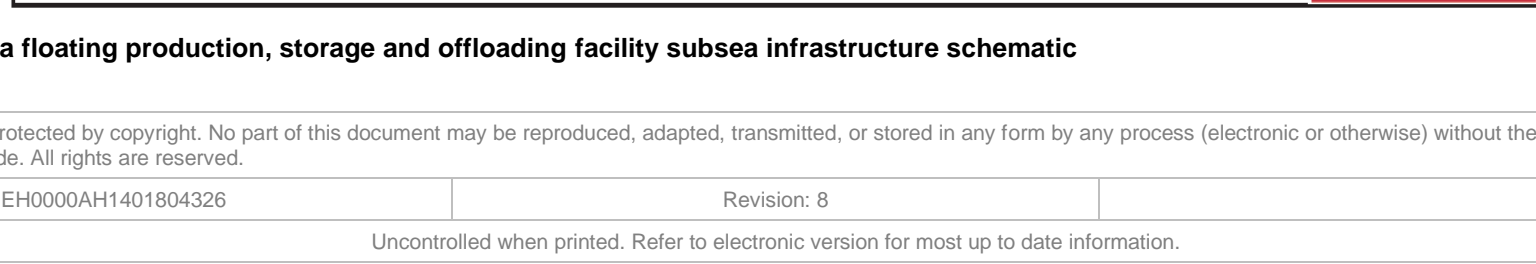 a floating production, storage and offloading facility subsea infrastructure schematic
rotected by copyright. No part of this document may be reproduced, adapted, transmitted, or stored in any form by any process (electronic or otherwise) without the
de. All rights are reserved.
EH0000AH1401804326 Revision: 8
Uncontrolled when printed. Refer to electronic version for most up to date information.